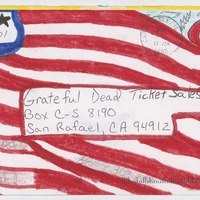 Grateful Dead Ticket Sales
Box C-S 8190
San Rafael, CA 94912